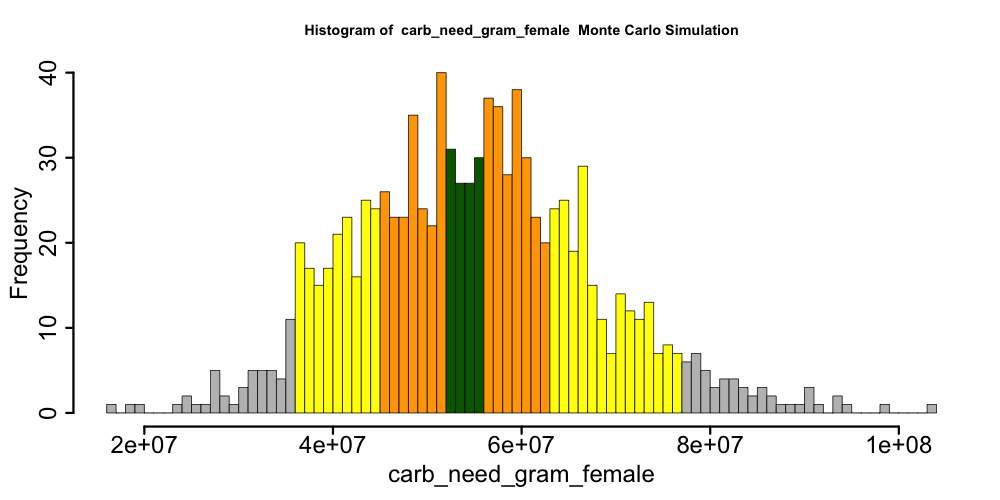 Histogram of  carb_need_gram_female  Monte Carlo Simulation
40
30
20
10
0
Frequency
2e+07 4e+07 6e+07 8e+07 1e+08
carb_need_gram_female